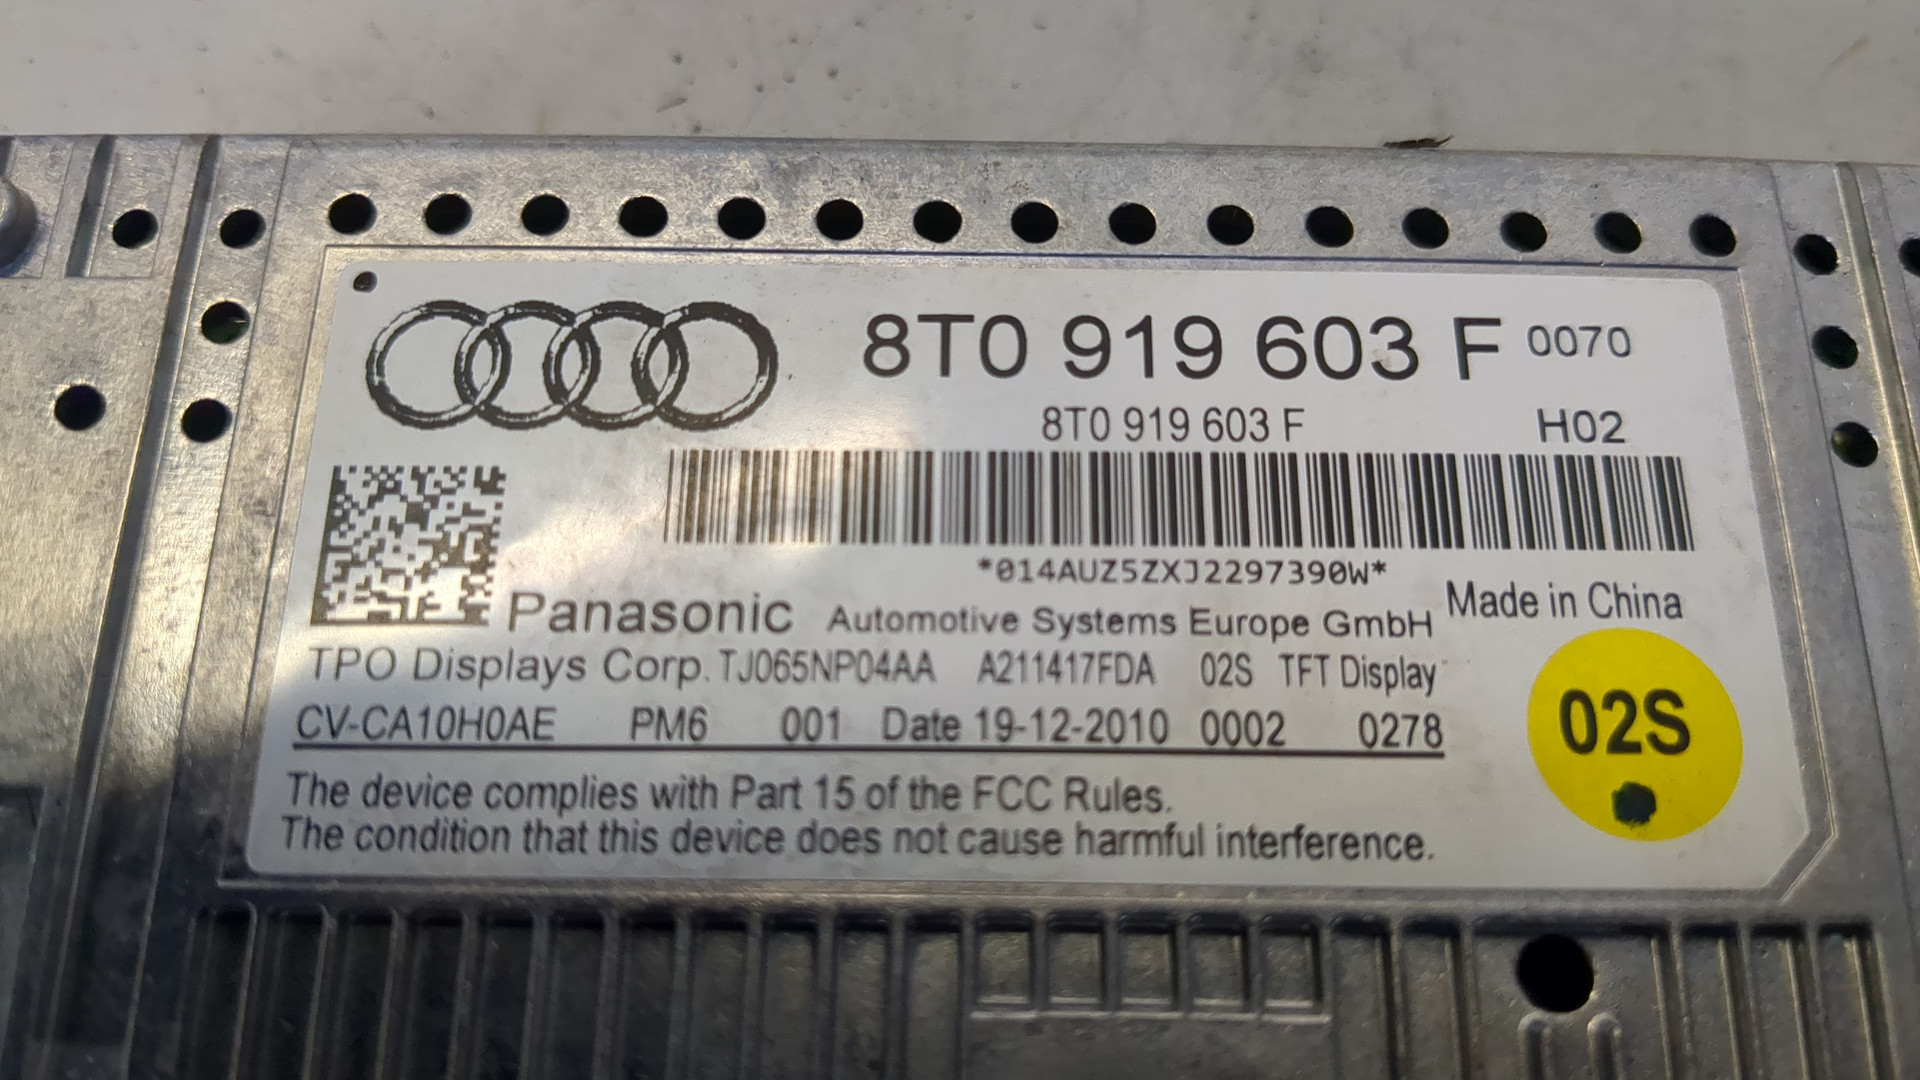 8T0 919 603 F 0070
8T0 919 603 F H02
*014AUZ5ZXJ2297390W*
Panasonic Automotive Systems Europe GmbH Made in China
TPO Displays Corp. TJ065NP04AA A211417FDA 02S TFT Display
CV-CA10H0AE PM6 001 Date 19-12-2010 0002 0278
02S
The device complies with Part 15 of the FCC Rules.
The condition that this device does not cause harmful interference.